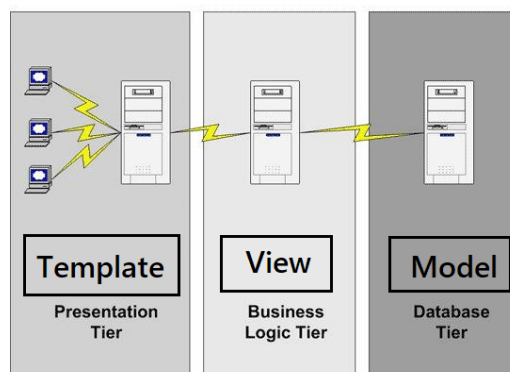 Template
View
Model
Presentation
Tier
Business
Logic Tier
Database
Tier